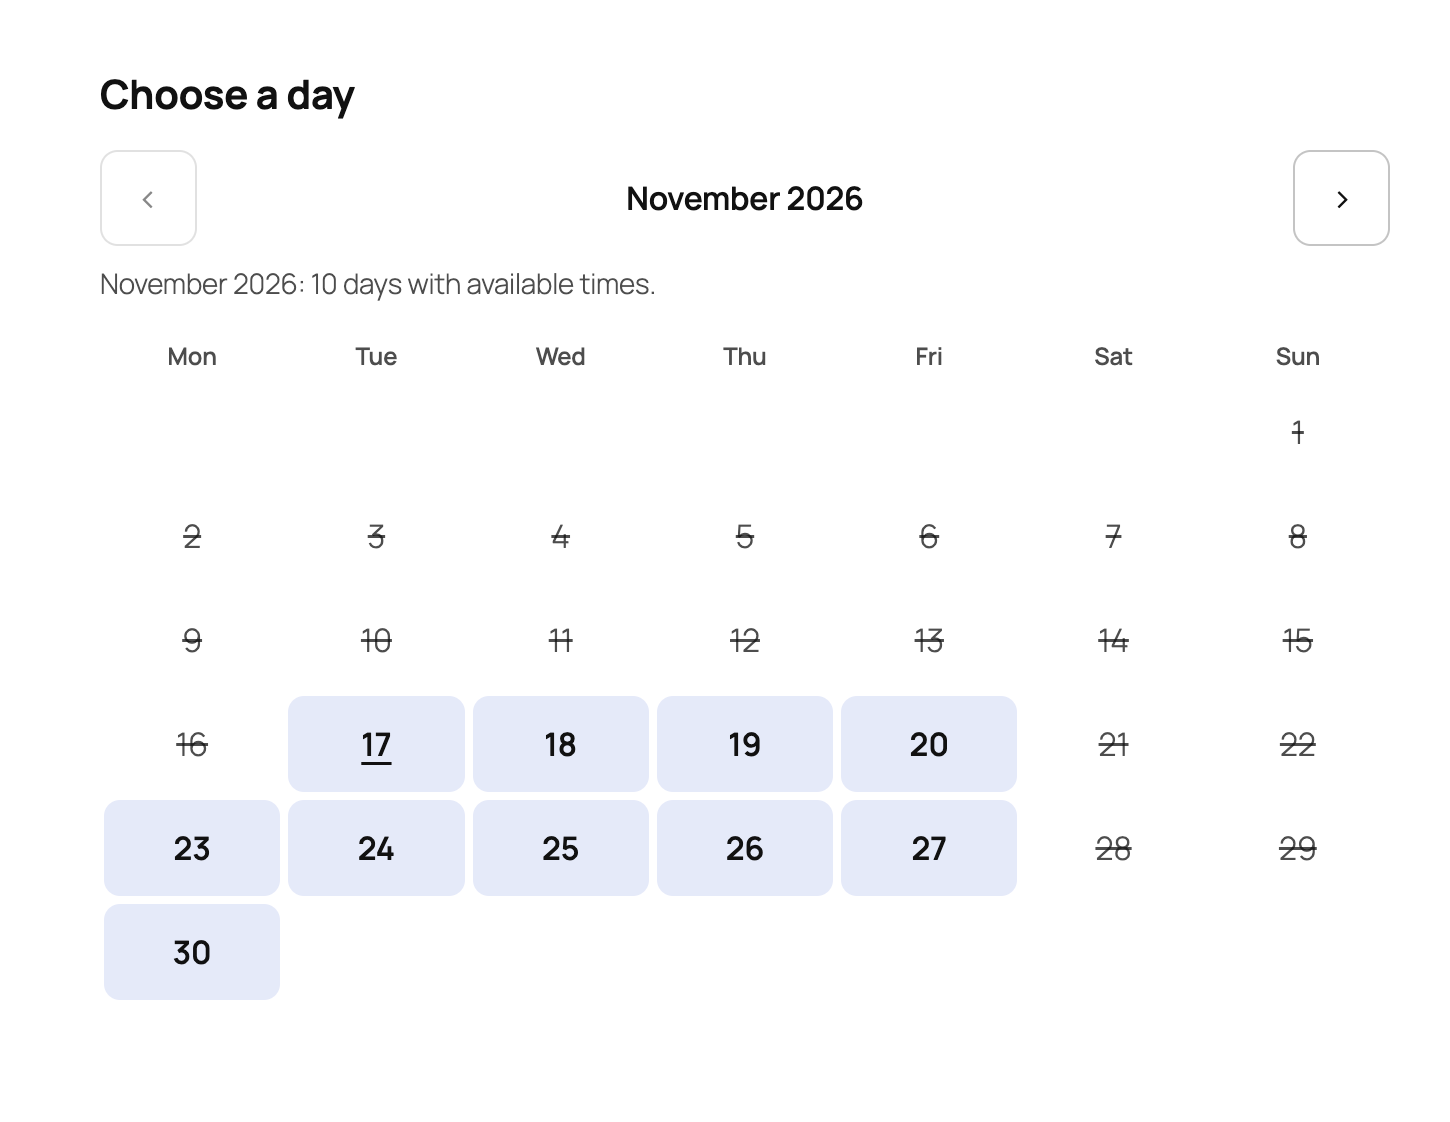 Choose a day
November 2026
November 2026: 10 days with available times.
Mon Tue Wed Thu Fri Sat Sun
1
2 3 4 5 6 7 8
9 10 11 12 13 14 15
16 17 18 19 20 21 22
23 24 25 26 27 28 29
30